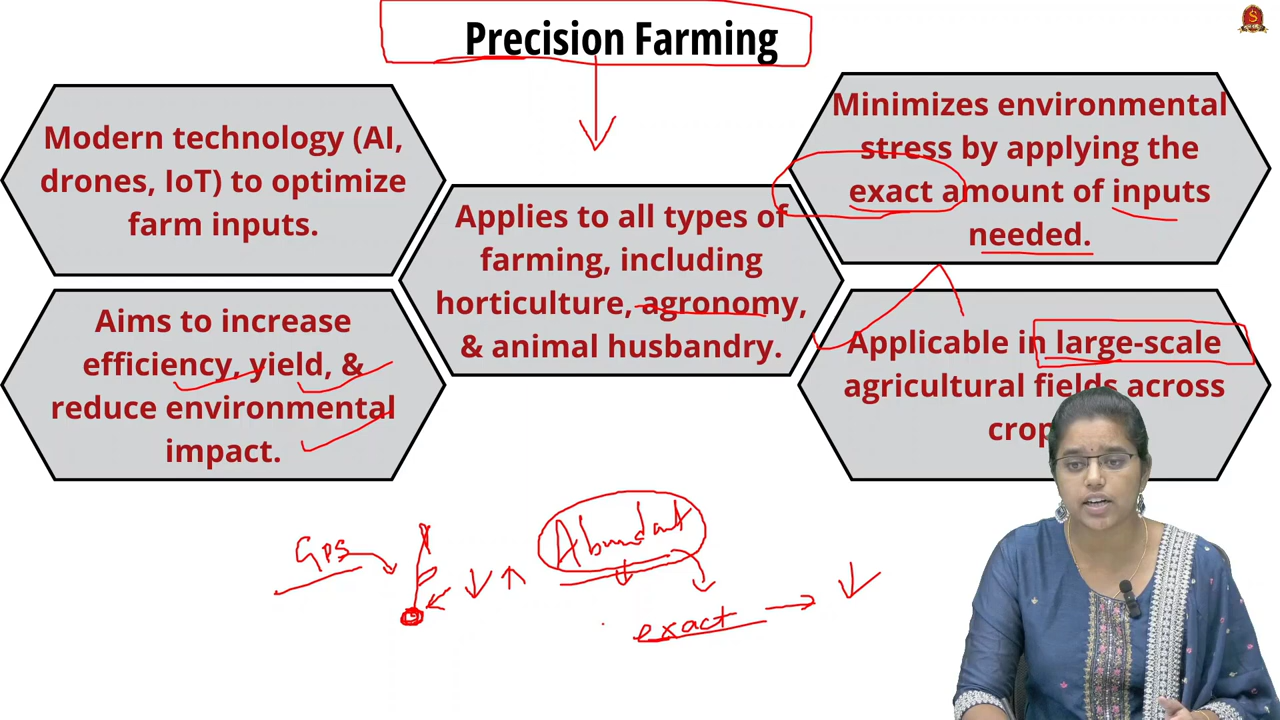 Precision Farming
Modern technology (AI,
drones, IoT) to optimize
farm inputs.
Minimizes environmental
stress by applying the
exact amount of inputs
needed.
Applies to all types of
farming, including
horticulture, agronomy,
& animal husbandry.
Aims to increase
efficiency, yield, &
reduce environmental
impact.
Applicable in large-scale
agricultural fields across
crop
GPS
Abundant
exact